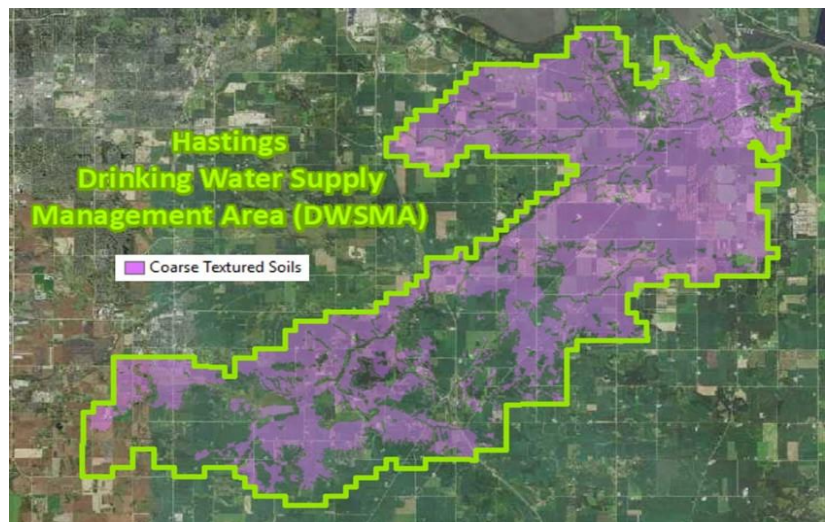 Hastings
Drinking Water Supply
Management Area (DWSMA)
Coarse Textured Soils